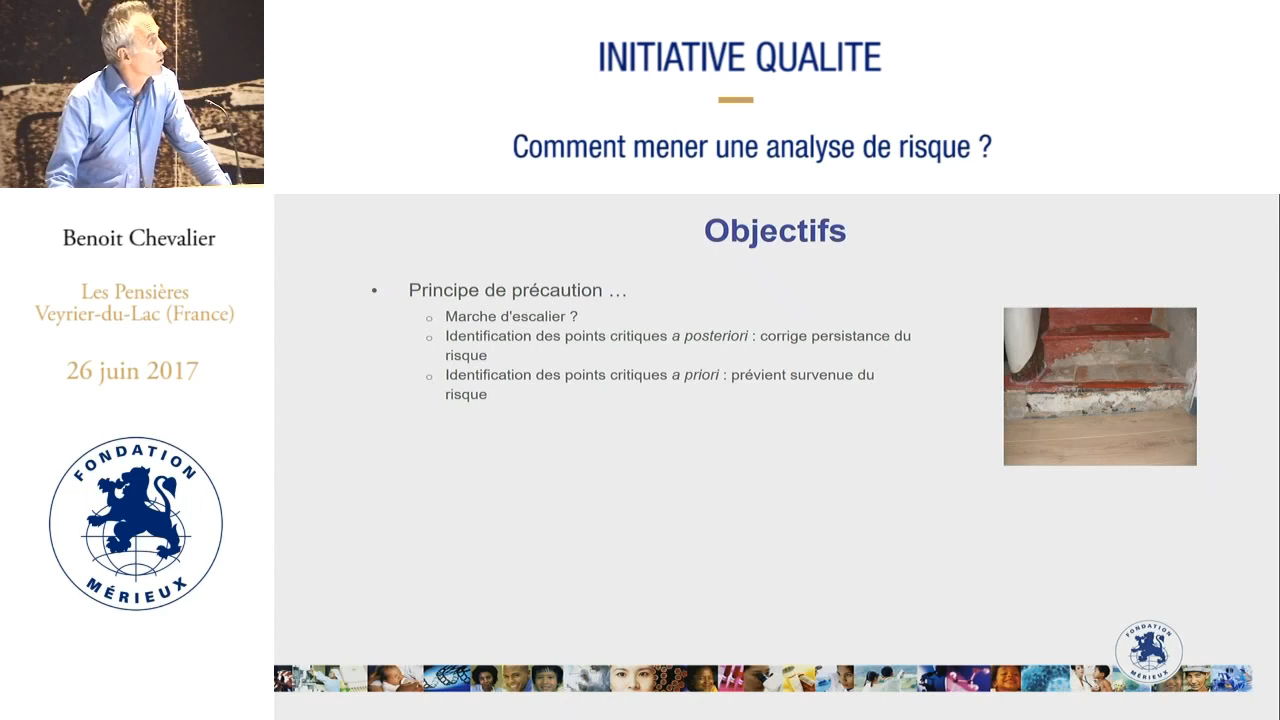 INITIATIVE QUALITE
Comment mener une analyse de risque ?
Benoit Chevalier
Les Pensières
Veyrier-du-Lac (France)
26 juin 2017
FONDATION
MÉRIEUX
Objectifs
• Principe de précaution …
o Marche d'escalier ?
o Identification des points critiques a posteriori : corrige persistance du
risque
o Identification des points critiques a priori : prévient survenue du
risque
FONDATION
MÉRIEUX